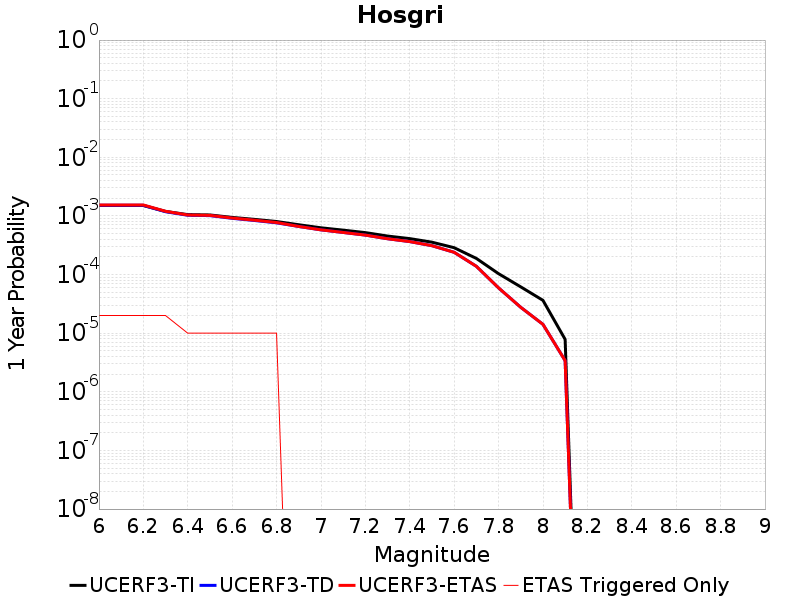 Hosgri
10^0
10^-1
10^-2
10^-3
10^-4
10^-5
10^-6
10^-7
10^-8
1 Year Probability
6 6.2 6.4 6.6 6.8 7 7.2 7.4 7.6 7.8 8 8.2 8.4 8.6 8.8 9
Magnitude
UCERF3-TI UCERF3-TD UCERF3-ETAS ETAS Triggered Only